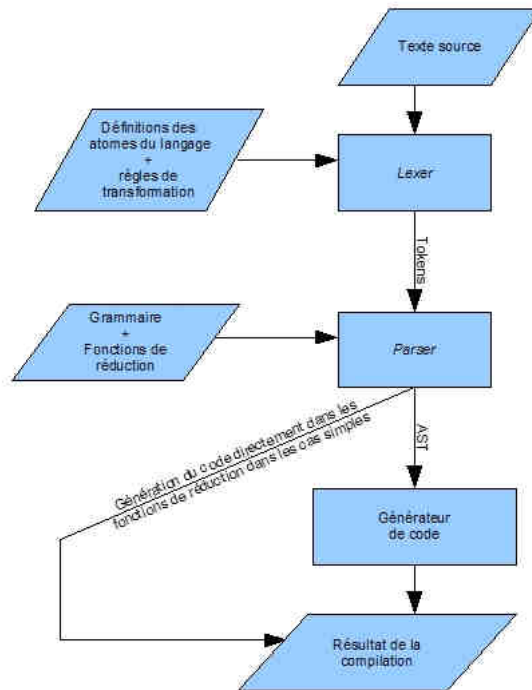 Texte source
Définitions des
atomes du langage
+
règles de
transformation
Lexer
Tokens
Grammaire
+
Fonctions de
réduction
Parser
Génération du code directement dans les
fonctions de réduction dans les cas simples
AST
Générateur
de code
Résultat de la
compilation